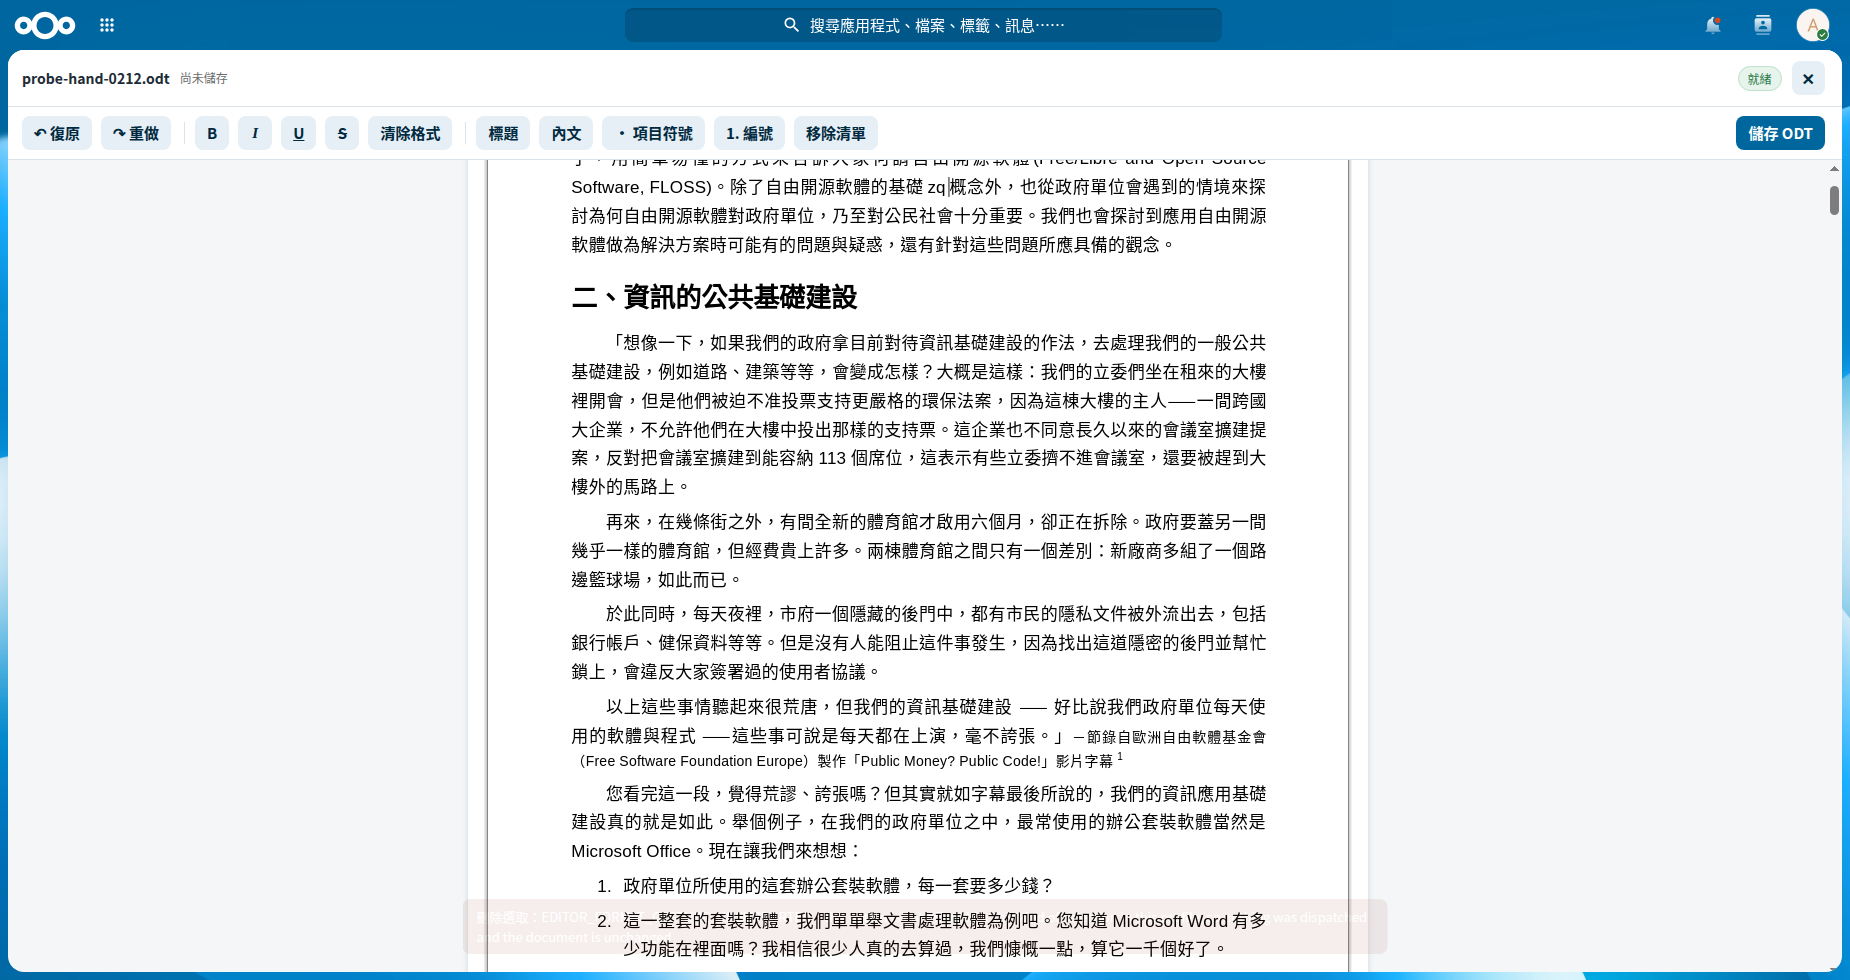 搜尋應用程式、檔案、標籤、訊息……
A
probe-hand-0212.odt 尚未儲存
就緒 ×
↶ 復原 ↷ 重做 B I U S 清除格式 標題 內文 • 項目符號 1. 編號 移除清單 儲存 ODT
Software, FLOSS)。除了自由開源軟體的基礎 zq概念外，也從政府單位會遇到的情境來探
討為何自由開源軟體對政府單位，乃至對公民社會十分重要。我們也會探討到應用自由開源
軟體做為解決方案時可能有的問題與疑惑，還有針對這些問題所應具備的觀念。
二、資訊的公共基礎建設
「想像一下，如果我們的政府拿目前對待資訊基礎建設的作法，去處理我們的一般公共
基礎建設，例如道路、建築等等，會變成怎樣？大概是這樣：我們的立委們坐在租來的大樓
裡開會，但是他們被迫不准投票支持更嚴格的環保法案，因為這棟大樓的主人──一間跨國
大企業，不允許他們在大樓中投出那樣的支持票。這企業也不同意長久以來的會議室擴建提
案，反對把會議室擴建到能容納 113 個席位，這表示有些立委擠不進會議室，還要被趕到大
樓外的馬路上。
再來，在幾條街之外，有間全新的體育館才啟用六個月，卻正在拆除。政府要蓋另一間
幾乎一樣的體育館，但經費貴上許多。兩棟體育館之間只有一個差別：新廠商多組了一個路
邊籃球場，如此而已。
於此同時，每天夜裡，市府一個隱藏的後門中，都有市民的隱私文件被外流出去，包括
銀行帳戶、健保資料等等。但是沒有人能阻止這件事發生，因為找出這道隱密的後門並幫忙
鎖上，會違反大家簽署過的使用者協議。
以上這些事情聽起來很荒唐，但我們的資訊基礎建設 ── 好比說我們政府單位每天使
用的軟體與程式 ──這些事可說是每天都在上演，毫不誇張。」－節錄自歐洲自由軟體基金會
（Free Software Foundation Europe）製作「Public Money? Public Code!」影片字幕 1
您看完這一段，覺得荒謬、誇張嗎？但其實就如字幕最後所說的，我們的資訊應用基礎
建設真的就是如此。舉個例子，在我們的政府單位之中，最常使用的辦公套裝軟體當然是
Microsoft Office。現在讓我們來想想：
1. 政府單位所使用的這套辦公套裝軟體，每一套要多少錢？
2. 這一整套的套裝軟體，我們單單舉文書處理軟體為例吧。您知道 Microsoft Word 有多
少功能在裡面嗎？我相信很少人真的去算過，我們慷慨一點，算它一千個好了。